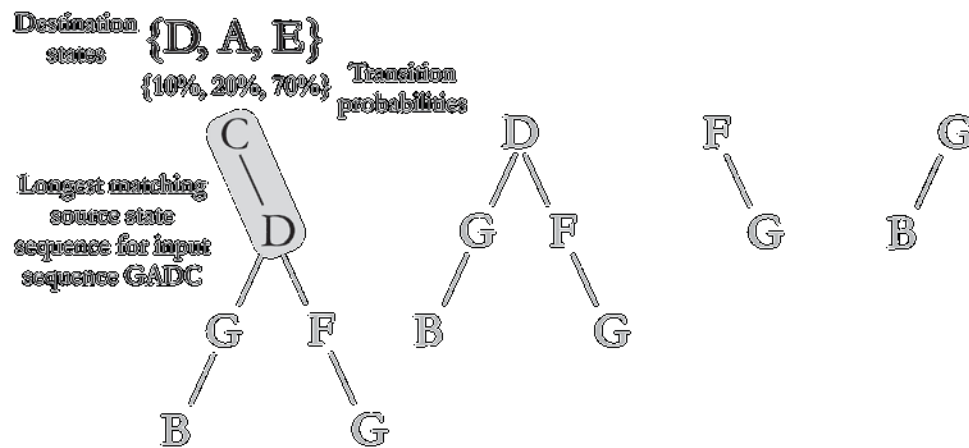 Destination
states
{D, A, E}
{10%, 20%, 70%}
Transition
probabilities
C
D
F
G
Longest matching
source state
sequence for input
sequence GADC
D
G
F
G
B
G
F
B
G
B
G